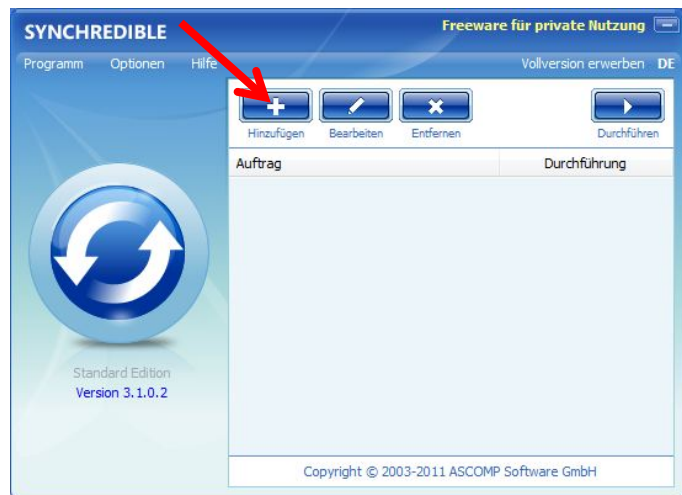 SYNCHREDIBLE
Freeware für private Nutzung
Programm Optionen Hilfe Vollversion erwerben DE
Hinzufügen Bearbeiten Entfernen Durchführen
Auftrag Durchführung
Standard Edition
Version 3.1.0.2
Copyright © 2003-2011 ASCOMP Software GmbH